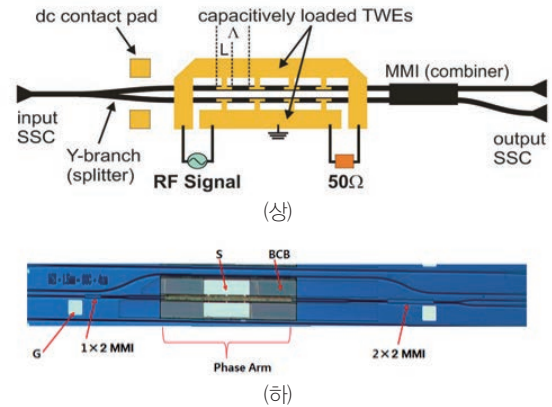 dc contact pad
capacitively loaded TWEs
Λ
L
MMI (combiner)
input
SSC
Y-branch
(splitter)
RF Signal
50Ω
output
SSC
(상)
S
BCB
G
1×2 MMI
2×2 MMI
Phase Arm
(하)